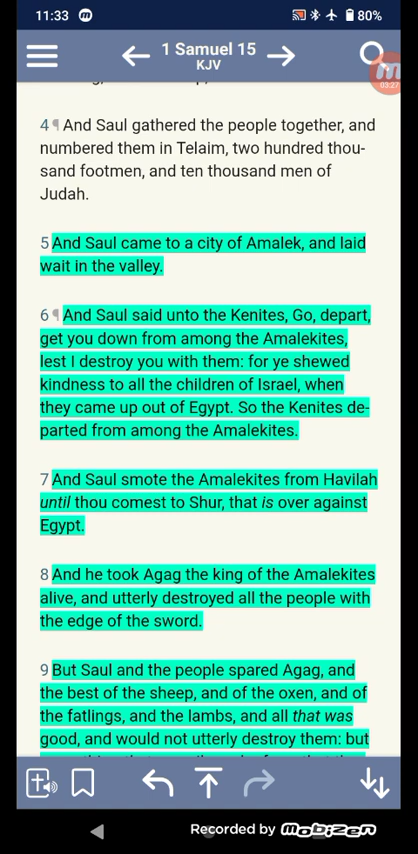 11:33 m 80%
1 Samuel 15
KJV
m
03:27
4 ¶ And Saul gathered the people together, and
numbered them in Telaim, two hundred thou-
sand footmen, and ten thousand men of
Judah.
5 And Saul came to a city of Amalek, and laid
wait in the valley.
6 ¶ And Saul said unto the Kenites, Go, depart,
get you down from among the Amalekites,
lest I destroy you with them: for ye shewed
kindness to all the children of Israel, when
they came up out of Egypt. So the Kenites de-
parted from among the Amalekites.
7 And Saul smote the Amalekites from Havilah
until thou comest to Shur, that is over against
Egypt.
8 And he took Agag the king of the Amalekites
alive, and utterly destroyed all the people with
the edge of the sword.
9 But Saul and the people spared Agag, and
the best of the sheep, and of the oxen, and of
the fatlings, and the lambs, and all that was
good, and would not utterly destroy them: but
Recorded by mobizen